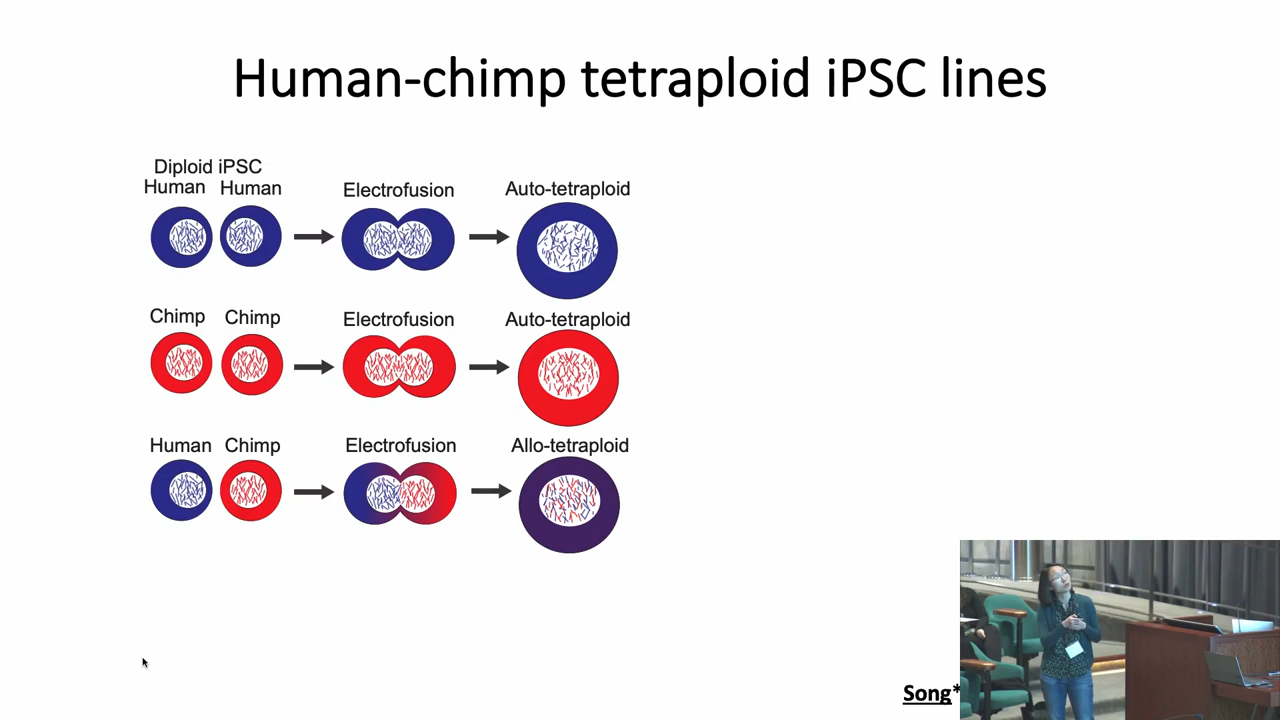 Human-chimp tetraploid iPSC lines
Diploid iPSC
Human Human Electrofusion Auto-tetraploid
Chimp Chimp Electrofusion Auto-tetraploid
Human Chimp Electrofusion Allo-tetraploid
Song*